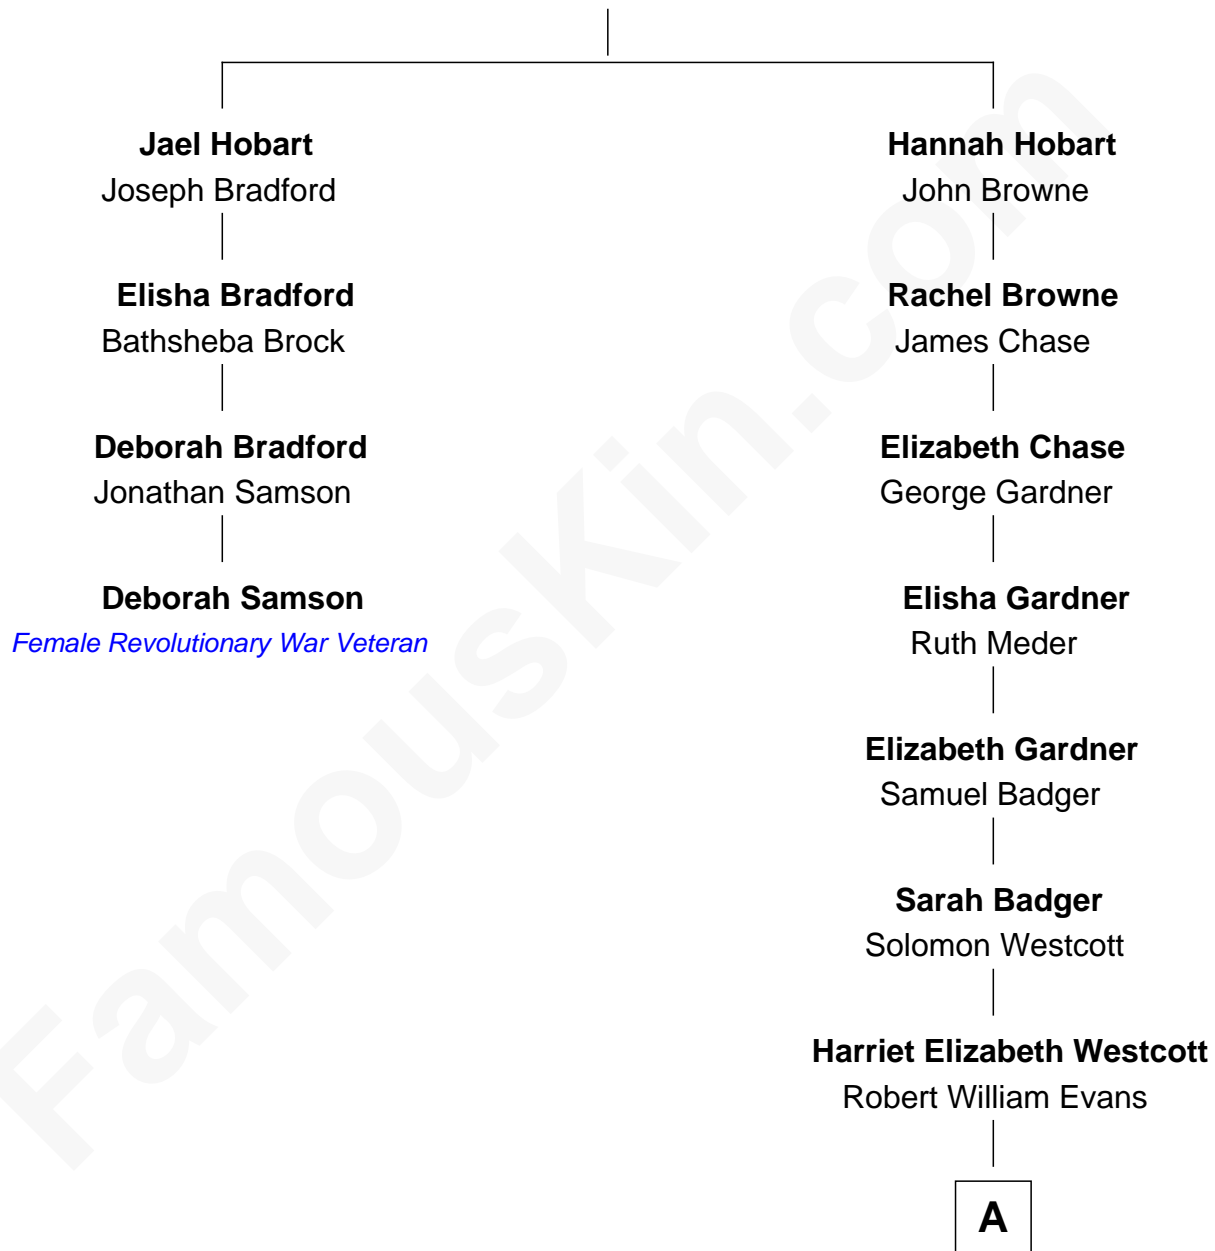 Jael Hobart
Joseph Bradford
Hannah Hobart
John Browne
Elisha Bradford
Bathsheba Brock
Rachel Browne
James Chase
Deborah Bradford
Jonathan Samson
Elizabeth Chase
George Gardner
Deborah Samson
Female Revolutionary War Veteran
Elisha Gardner
Ruth Meder
Elizabeth Gardner
Samuel Badger
Sarah Badger
Solomon Westcott
Harriet Elizabeth Westcott
Robert William Evans
A
FamousKin.com